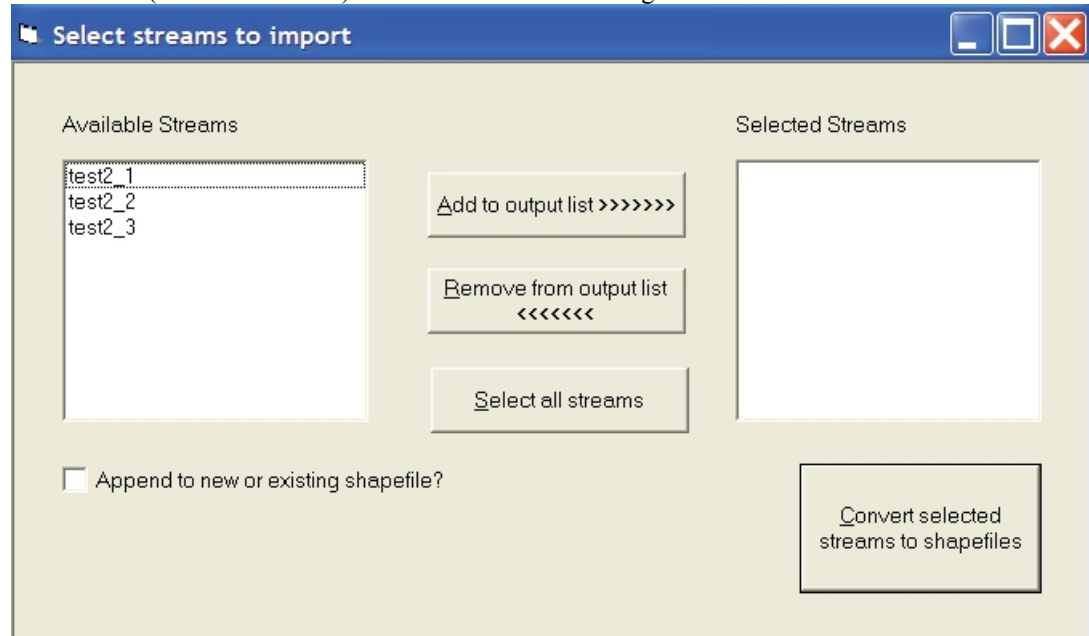 Select streams to import
Available Streams
Selected Streams
test2_1
test2_2
test2_3
Add to output list >>>>>>>
Remove from output list
<<<<<<<
Select all streams
Append to new or existing shapefile?
Convert selected
streams to shapefiles